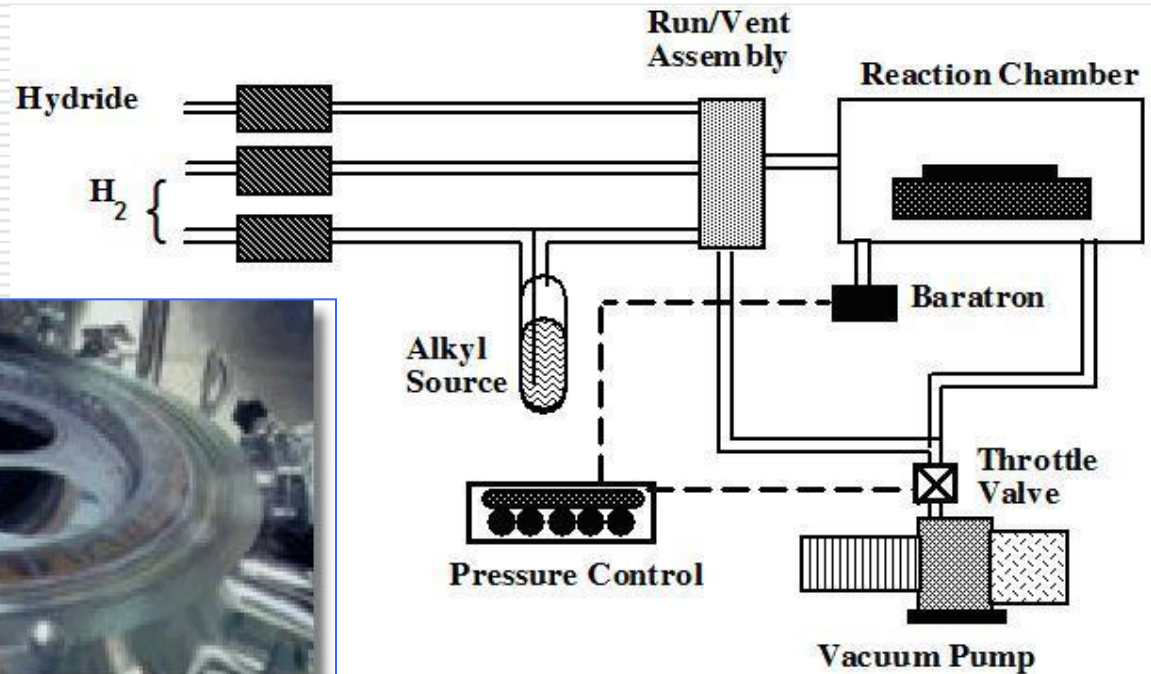 Run/Vent
Assembly
Reaction Chamber
Hydride
H2 {
Baratron
Alkyl
Source
Throttle
Valve
Pressure Control
Vacuum Pump